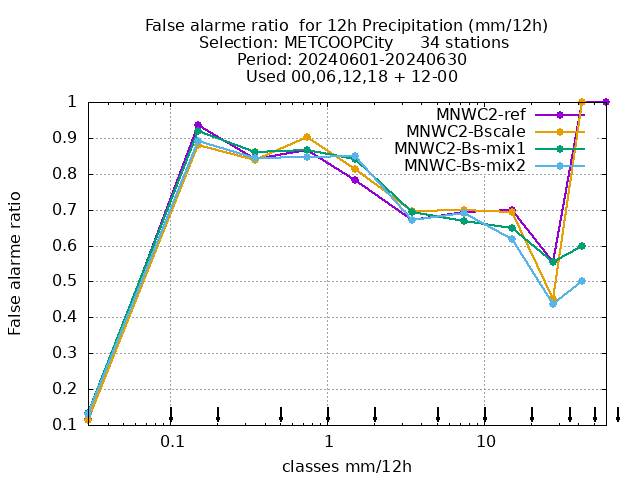 False alarme ratio  for 12h Precipitation (mm/12h)
Selection: METCOOPCity     34 stations
Period: 20240601-20240630
Used 00,06,12,18 + 12-00
MNWC2-ref
MNWC2-Bscale
MNWC2-Bs-mix1
MNWC-Bs-mix2
False alarme ratio
1
0.9
0.8
0.7
0.6
0.5
0.4
0.3
0.2
0.1
0.1
1
10
classes mm/12h